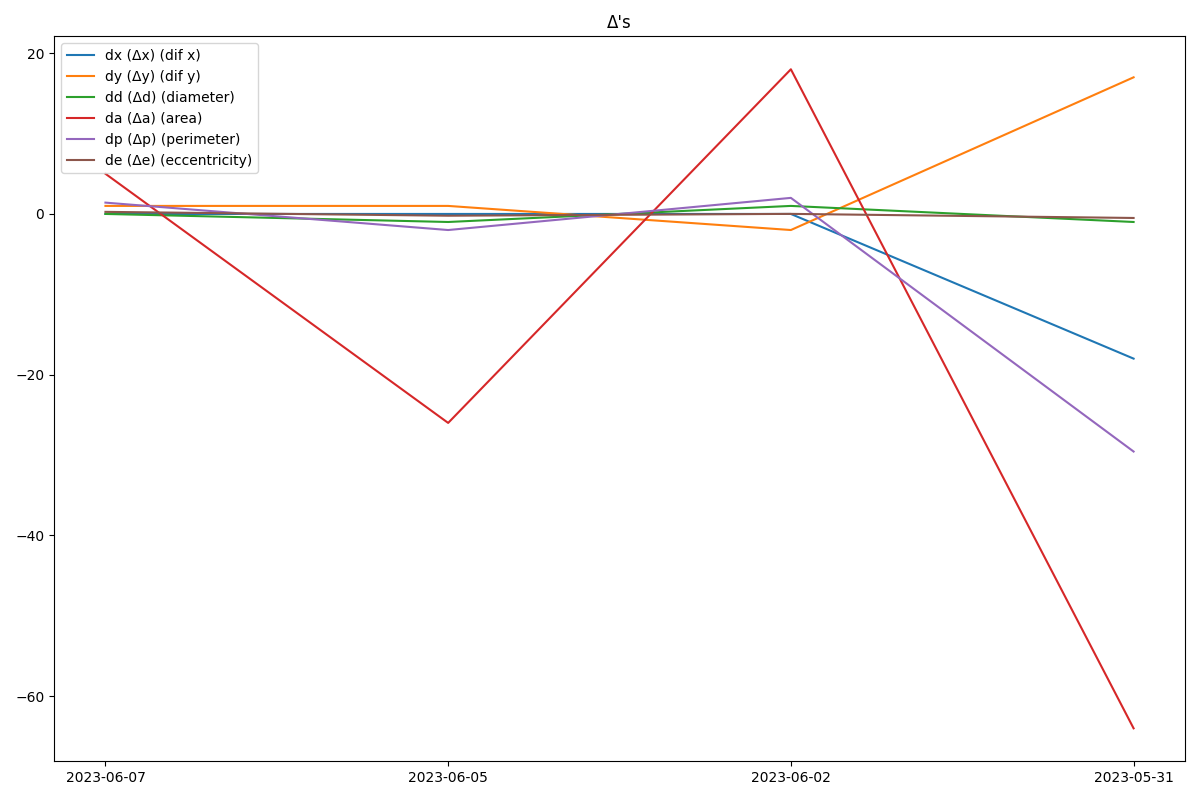 Δ's
dx (Δx) (dif x)
dy (Δy) (dif y)
dd (Δd) (diameter)
da (Δa) (area)
dp (Δp) (perimeter)
de (Δe) (eccentricity)
20
0
−20
−40
−60
2023-06-07 2023-06-05 2023-06-02 2023-05-31